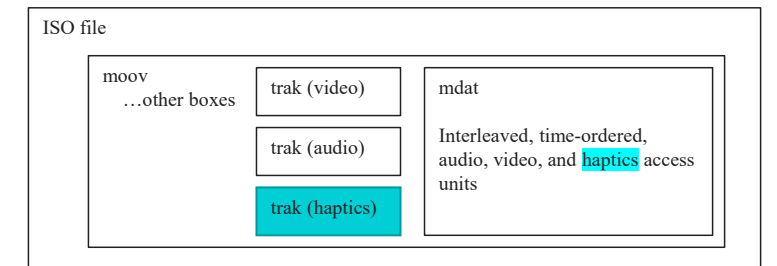 ISO file
moov
…other boxes
trak (video)
trak (audio)
trak (haptics)
mdat
Interleaved, time-ordered,
audio, video, and haptics access
units